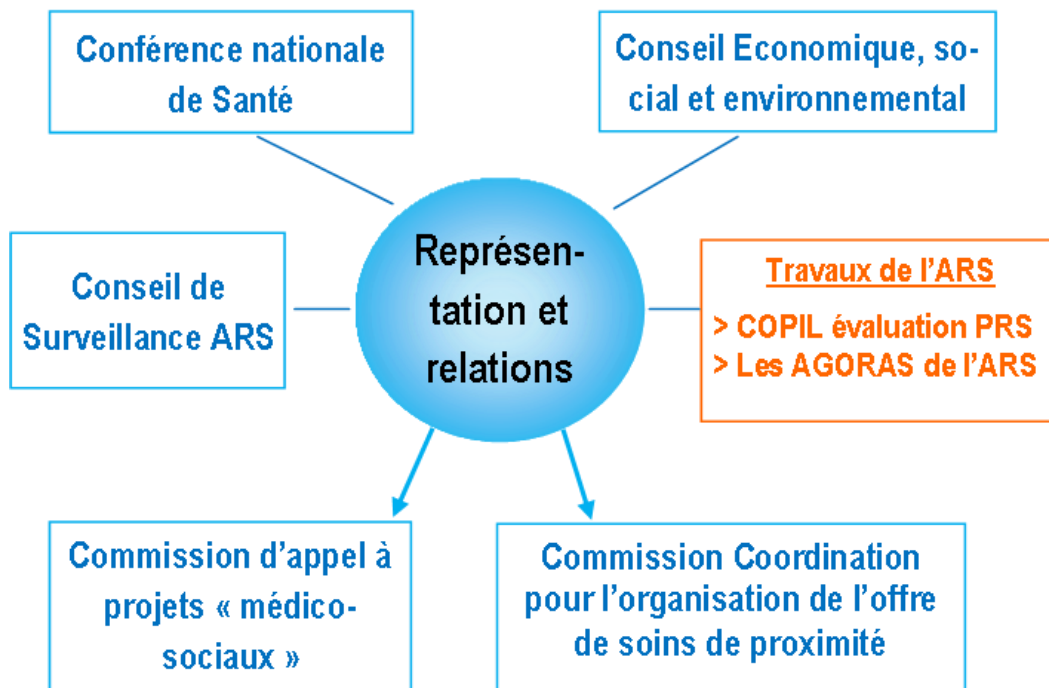 Conférence nationale
de Santé
Conseil Economique, so-
cial et environnemental
Représen-
tation et
relations
Conseil de
Surveillance ARS
Travaux de l'ARS
> COPIL évaluation PRS
> Les AGORAS de l'ARS
Commission d'appel à
projets « médico-
sociaux »
Commission Coordination
pour l'organisation de l'offre
de soins de proximité